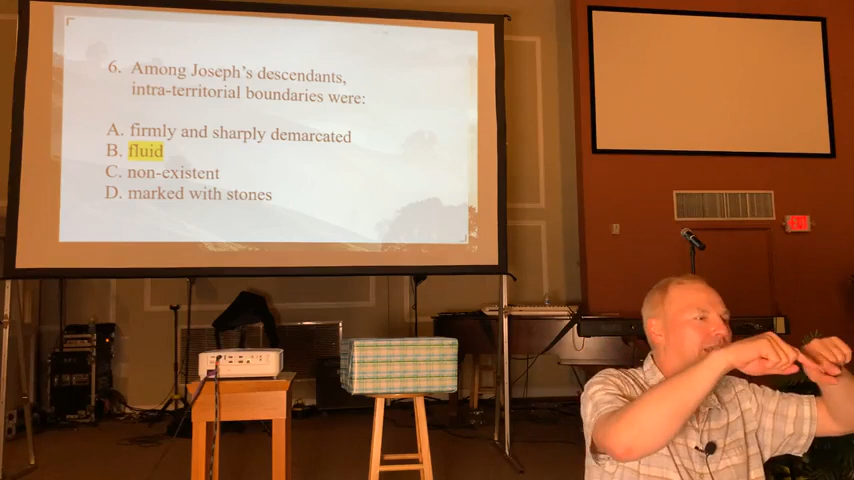 6. Among Joseph's descendants,
intra-territorial boundaries were:
A. firmly and sharply demarcated
B. fluid
C. non-existent
D. marked with stones